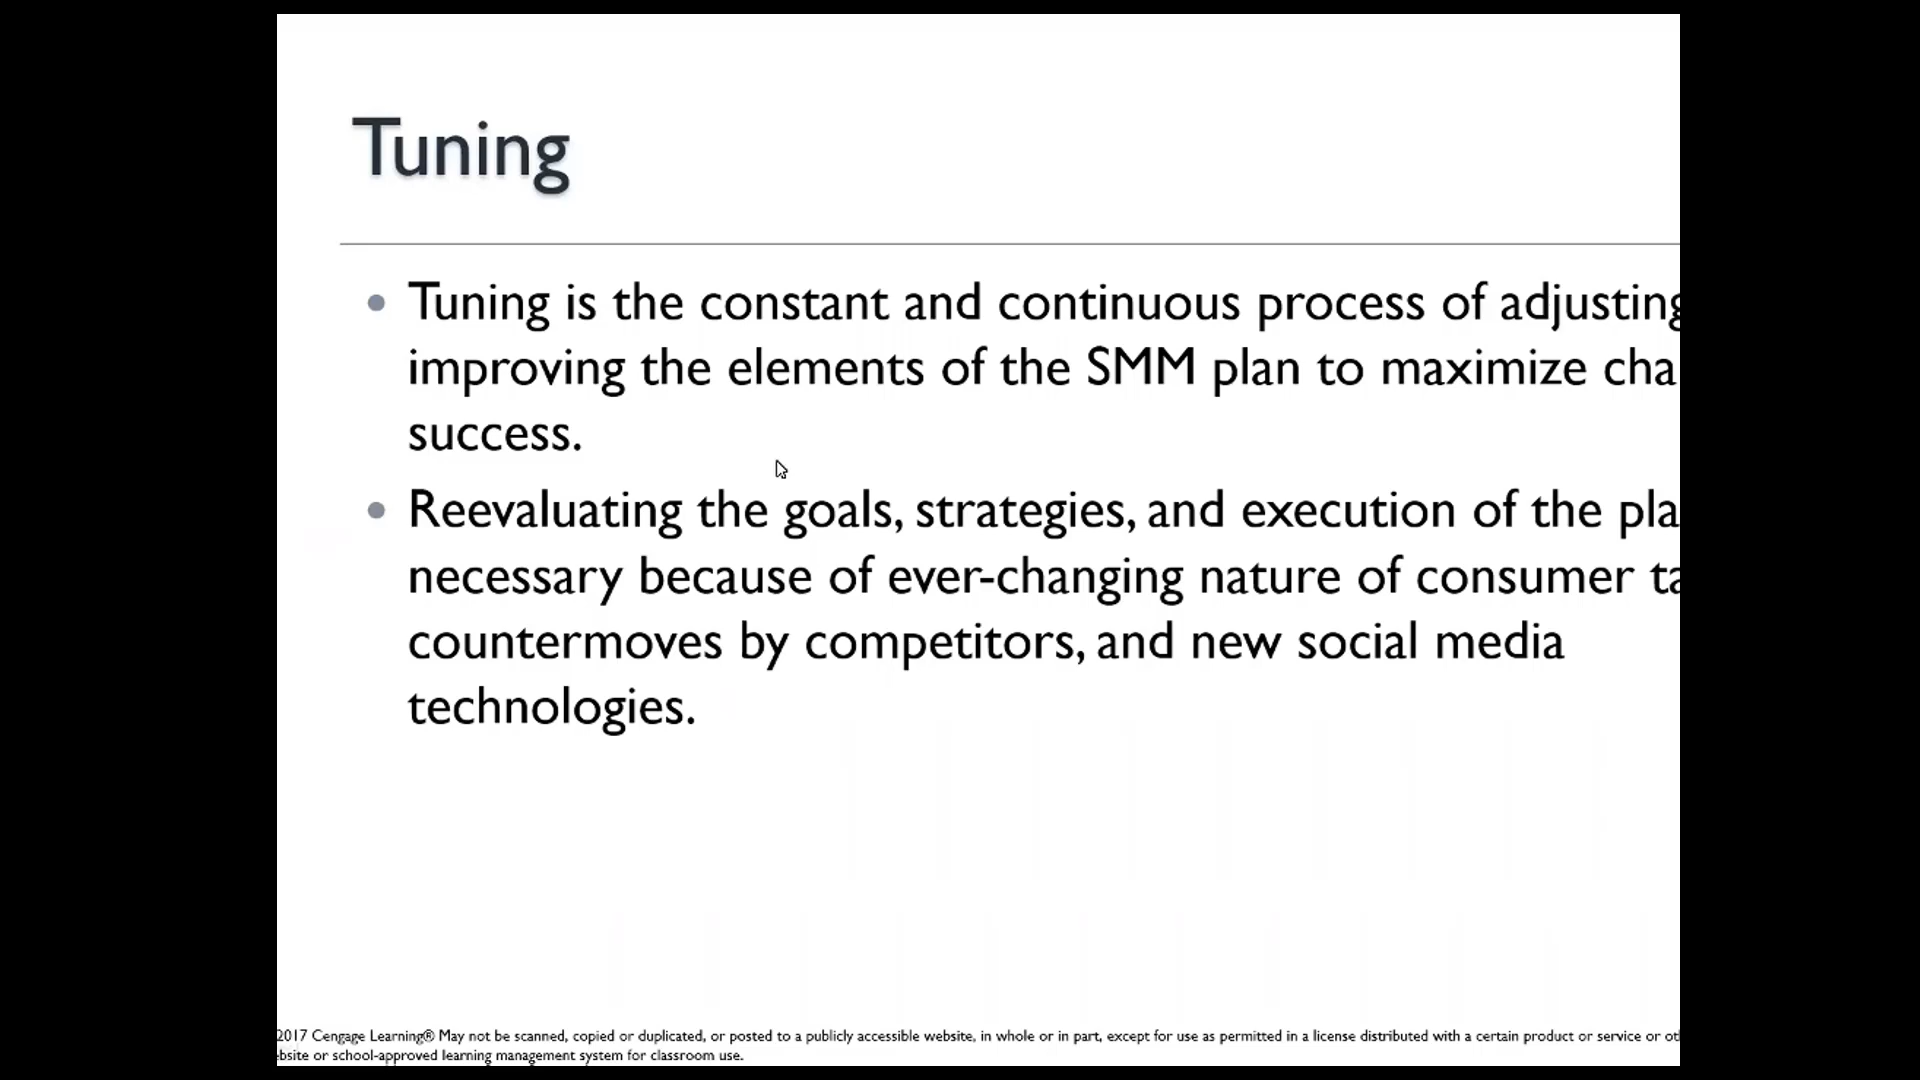 Tuning
Tuning is the constant and continuous process of adjusting
improving the elements of the SMM plan to maximize cha
success.
Reevaluating the goals, strategies, and execution of the pla
necessary because of ever-changing nature of consumer ta
countermoves by competitors, and new social media
technologies.
2017 Cengage Learning® May not be scanned, copied or duplicated, or posted to a publicly accessible website, in whole or in part, except for use as permitted in a license distributed with a certain product or service or ot
bsite or school-approved learning management system for classroom use.